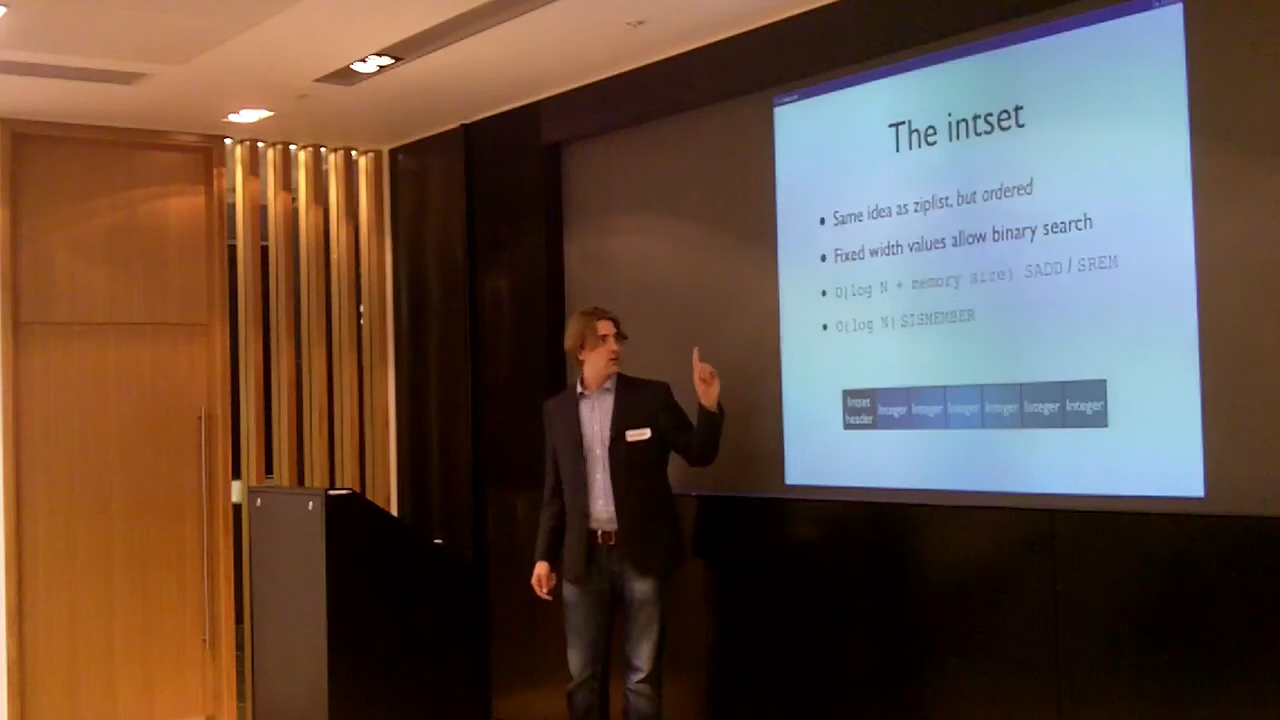 The intset
• Same idea as ziplist, but ordered
• Fixed width values allow binary search
• O(log N + memory size) SADD / SREM
• O(log N) SISMEMBER
Intset header Integer Integer Integer Integer Integer Integer